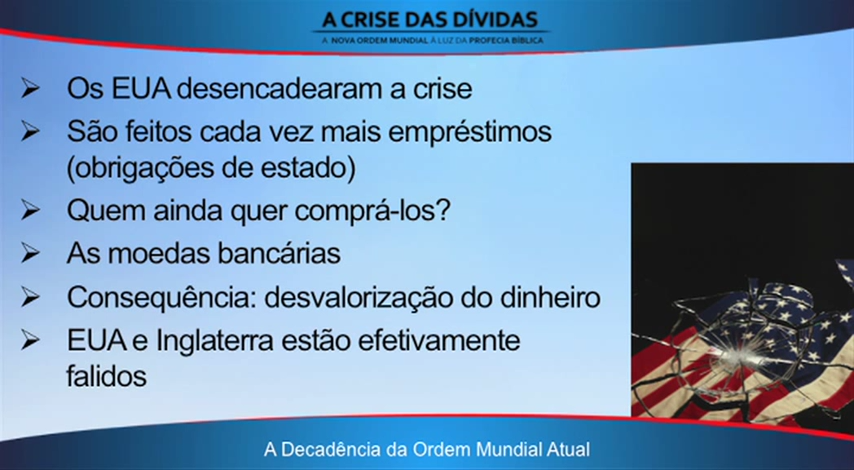 A CRISE DAS DÍVIDAS
A NOVA ORDEM MUNDIAL À LUZ DA PROFECIA BÍBLICA
Os EUA desencadearam a crise
São feitos cada vez mais empréstimos
(obrigações de estado)
Quem ainda quer comprá-los?
As moedas bancárias
Consequência: desvalorização do dinheiro
EUA e Inglaterra estão efetivamente
falidos
A Decadência da Ordem Mundial Atual